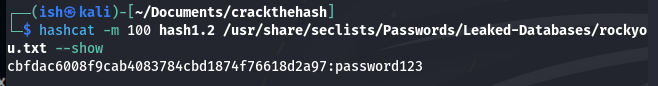 (ish㉿kali)-[~/Documents/crackthehash]
$ hashcat -m 100 hash1.2 /usr/share/seclists/Passwords/Leaked-Databases/rockyo
u.txt --show
cbfdac6008f9cab4083784cbd1874f76618d2a97:password123